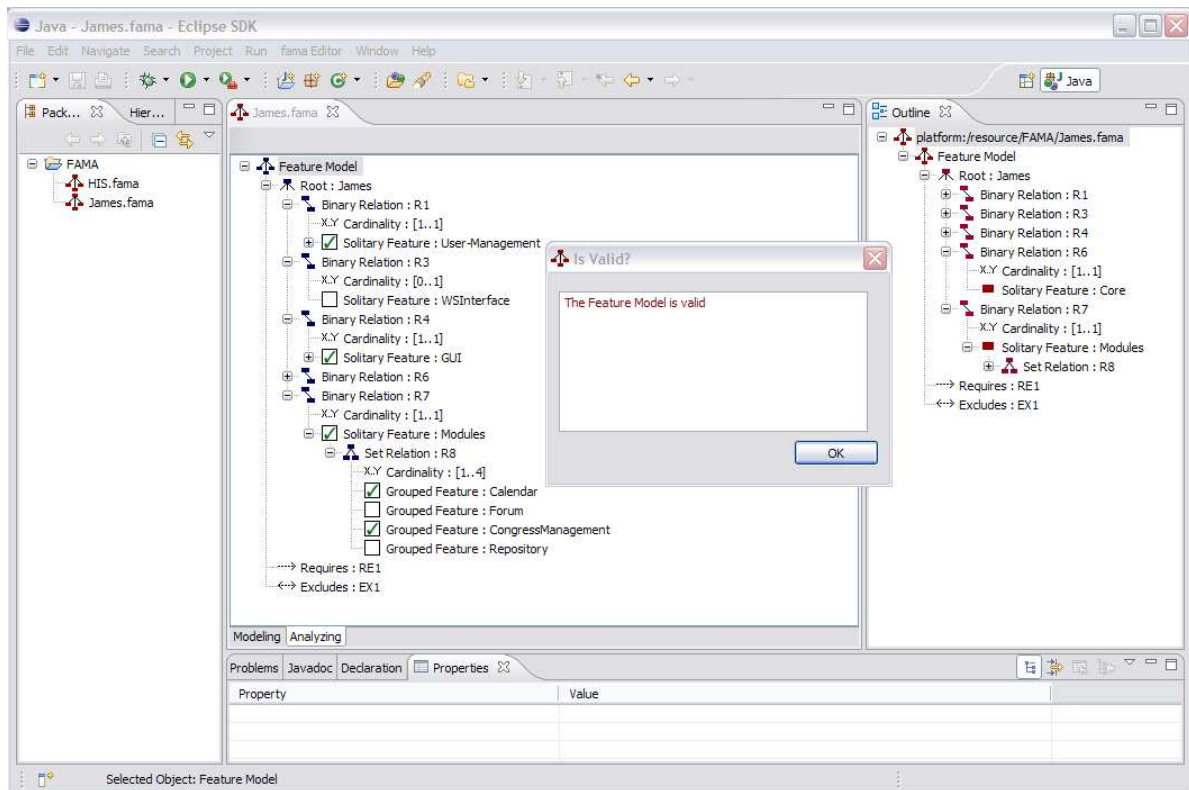 Java - James.fama - Eclipse SDK
File Edit Navigate Search Project Run fama Editor Window Help
Java
Pack...
Hier...
FAMA
HIS.fama
James.fama
James.fama
Feature Model
Root : James
Binary Relation : R1
X.Y Cardinality : [1..1]
Solitary Feature : User-Management
Binary Relation : R3
X.Y Cardinality : [0..1]
Solitary Feature : WSInterface
Binary Relation : R4
X.Y Cardinality : [1..1]
Solitary Feature : GUI
Binary Relation : R6
Binary Relation : R7
X.Y Cardinality : [1..1]
Solitary Feature : Modules
Set Relation : R8
X.Y Cardinality : [1..4]
Grouped Feature : Calendar
Grouped Feature : Forum
Grouped Feature : CongressManagement
Grouped Feature : Repository
Requires : RE1
Excludes : EX1
Modeling Analyzing
Is Valid?
The Feature Model is valid
OK
Outline
platform:/resource/FAMA/James.fama
Feature Model
Root : James
Binary Relation : R1
Binary Relation : R3
Binary Relation : R4
Binary Relation : R6
X.Y Cardinality : [1..1]
Solitary Feature : Core
Binary Relation : R7
X.Y Cardinality : [1..1]
Solitary Feature : Modules
Set Relation : R8
Requires : RE1
Excludes : EX1
Problems Javadoc Declaration Properties
Property Value
Selected Object: Feature Model